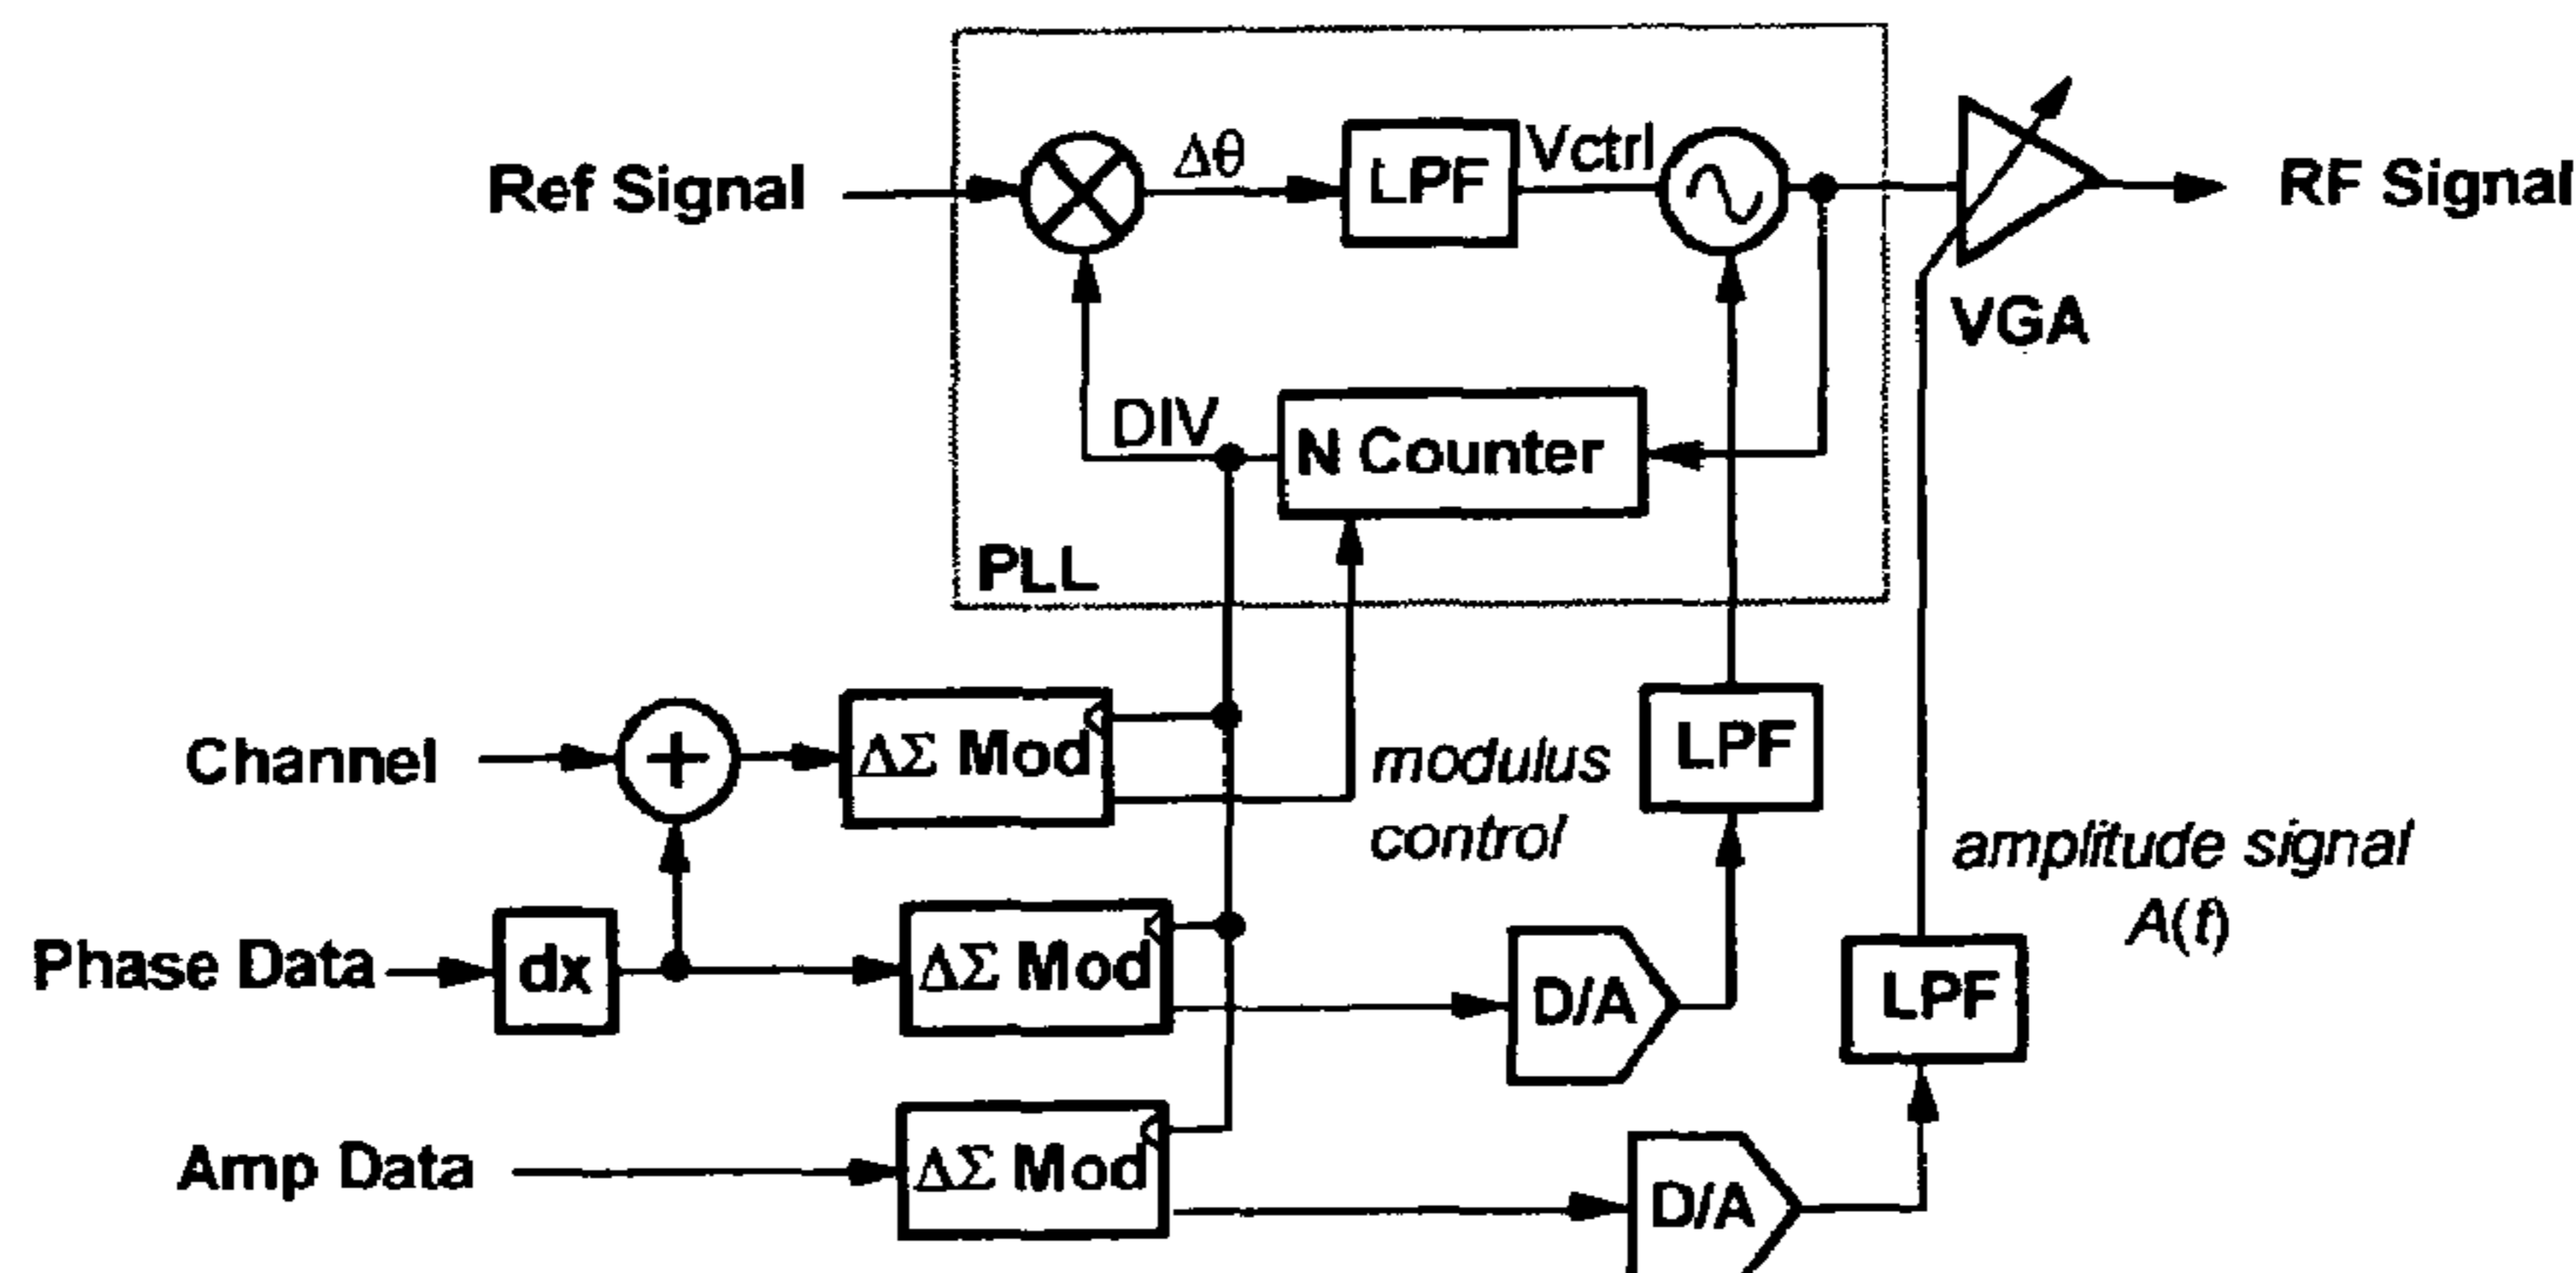 Ref Signal
Δθ
LPF
Vctrl
RF Signal
VGA
DIV
N Counter
PLL
Channel
+
ΔΣ Mod
modulus
control
LPF
amplitude signal
A(t)
Phase Data
dx
ΔΣ Mod
D/A
LPF
Amp Data
ΔΣ Mod
D/A